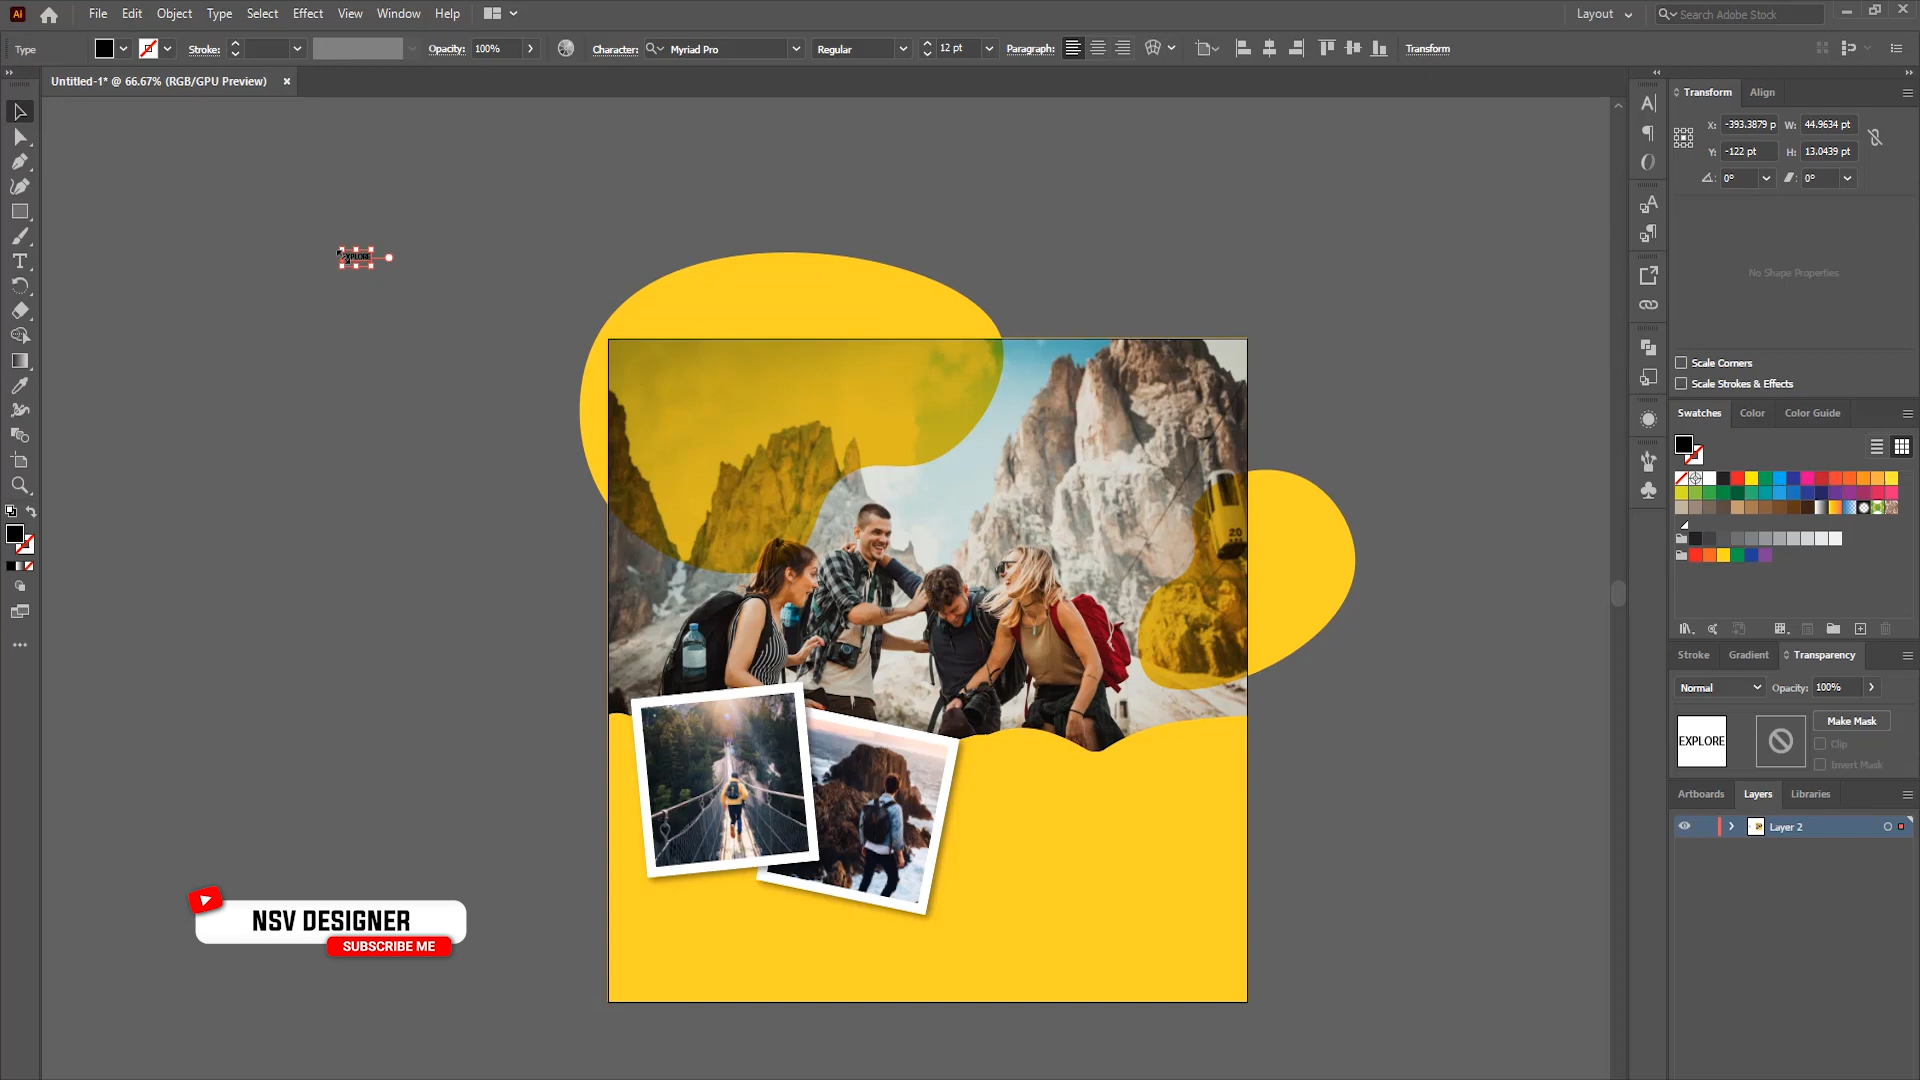 Ai File Edit Object Type Select Effect View Window Help Layout Search Adobe Stock
Type Stroke: Opacity: 100% Character: Myriad Pro Regular 12 pt Paragraph: Transform
Untitled-1* @ 66.67% (RGB/GPU Preview)
Transform Align
X: -393.3879 p W: 44.9634 pt
Y: -122 pt H: 13.0439 pt
0° 0°
EXPLORE
No Shape Properties
Scale Corners
Scale Strokes & Effects
Swatches Color Color Guide
20
Stroke Gradient Transparency
Normal Opacity: 100%
Make Mask
EXPLORE
Clip
Invert Mask
Artboards Layers Libraries
Layer 2
NSV DESIGNER
SUBSCRIBE ME